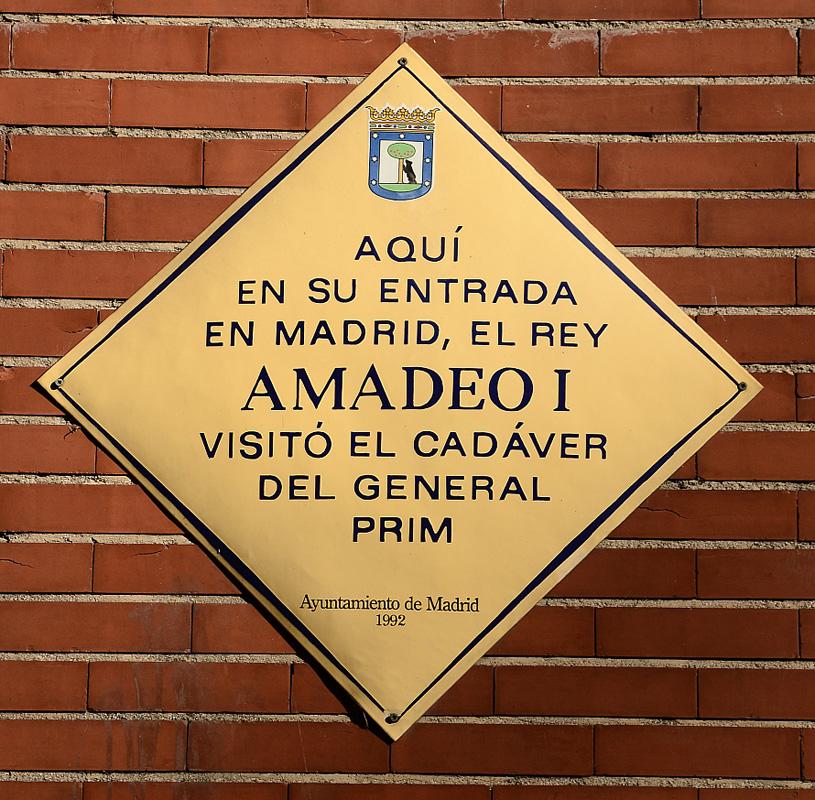 AQUÍ
EN SU ENTRADA
EN MADRID, EL REY
AMADEO I
VISITÓ EL CADÁVER
DEL GENERAL
PRIM
Ayuntamiento de Madrid
1992